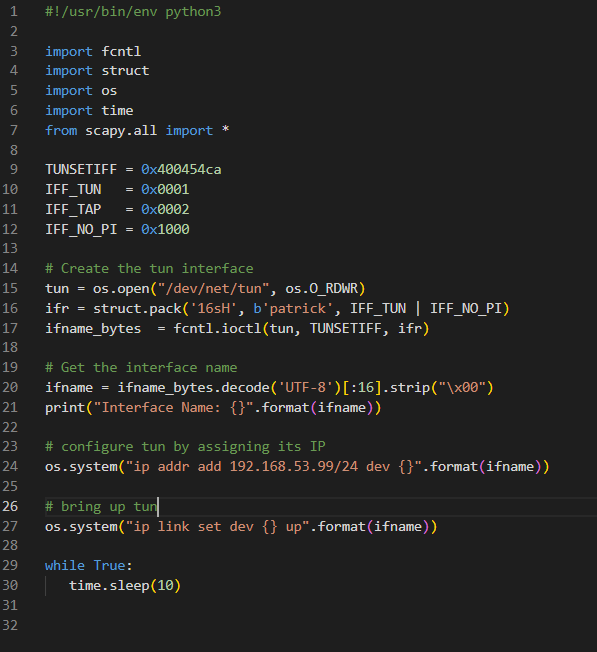 1 #!/usr/bin/env python3
2
3 import fcntl
4 import struct
5 import os
6 import time
7 from scapy.all import *
8
9 TUNSETIFF = 0x400454ca
10 IFF_TUN   = 0x0001
11 IFF_TAP   = 0x0002
12 IFF_NO_PI = 0x1000
13
14 # Create the tun interface
15 tun = os.open("/dev/net/tun", os.O_RDWR)
16 ifr = struct.pack('16sH', b'patrick', IFF_TUN | IFF_NO_PI)
17 ifname_bytes  = fcntl.ioctl(tun, TUNSETIFF, ifr)
18
19 # Get the interface name
20 ifname = ifname_bytes.decode('UTF-8')[:16].strip("\x00")
21 print("Interface Name: {}".format(ifname))
22
23 # configure tun by assigning its IP
24 os.system("ip addr add 192.168.53.99/24 dev {}".format(ifname))
25
26 # bring up tun
27 os.system("ip link set dev {} up".format(ifname))
28
29 while True:
30    time.sleep(10)
31
32